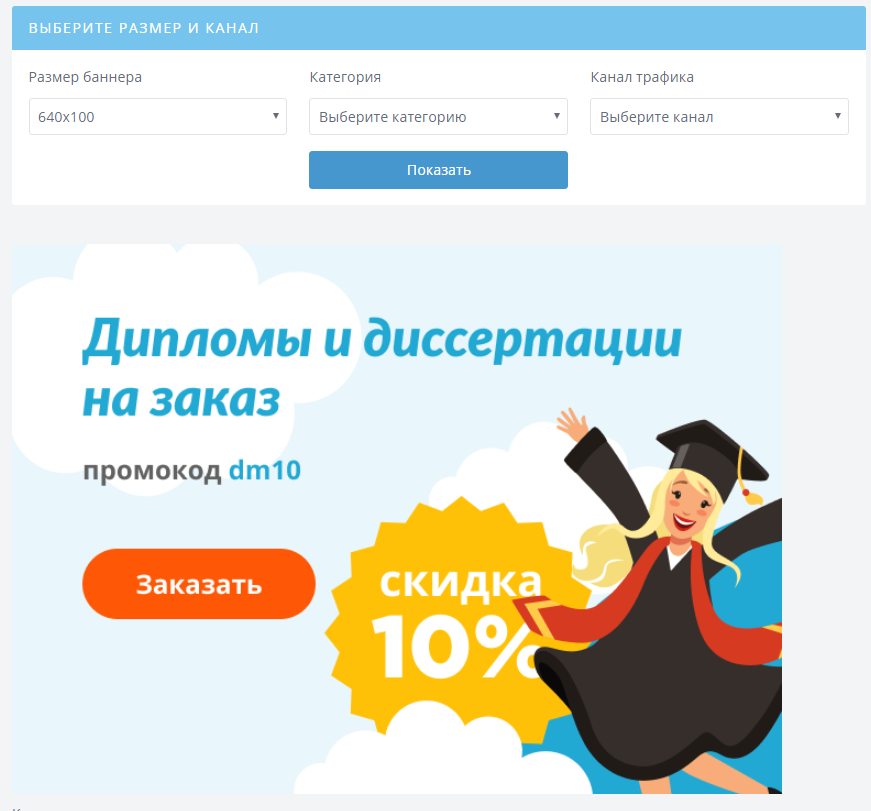 ВЫБЕРИТЕ РАЗМЕР И КАНАЛ
Размер баннера
Категория
Канал трафика
640x100
Выберите категорию
Выберите канал
Показать
Дипломы и диссертации
на заказ
промокод dm10
Заказать
скидка
10%